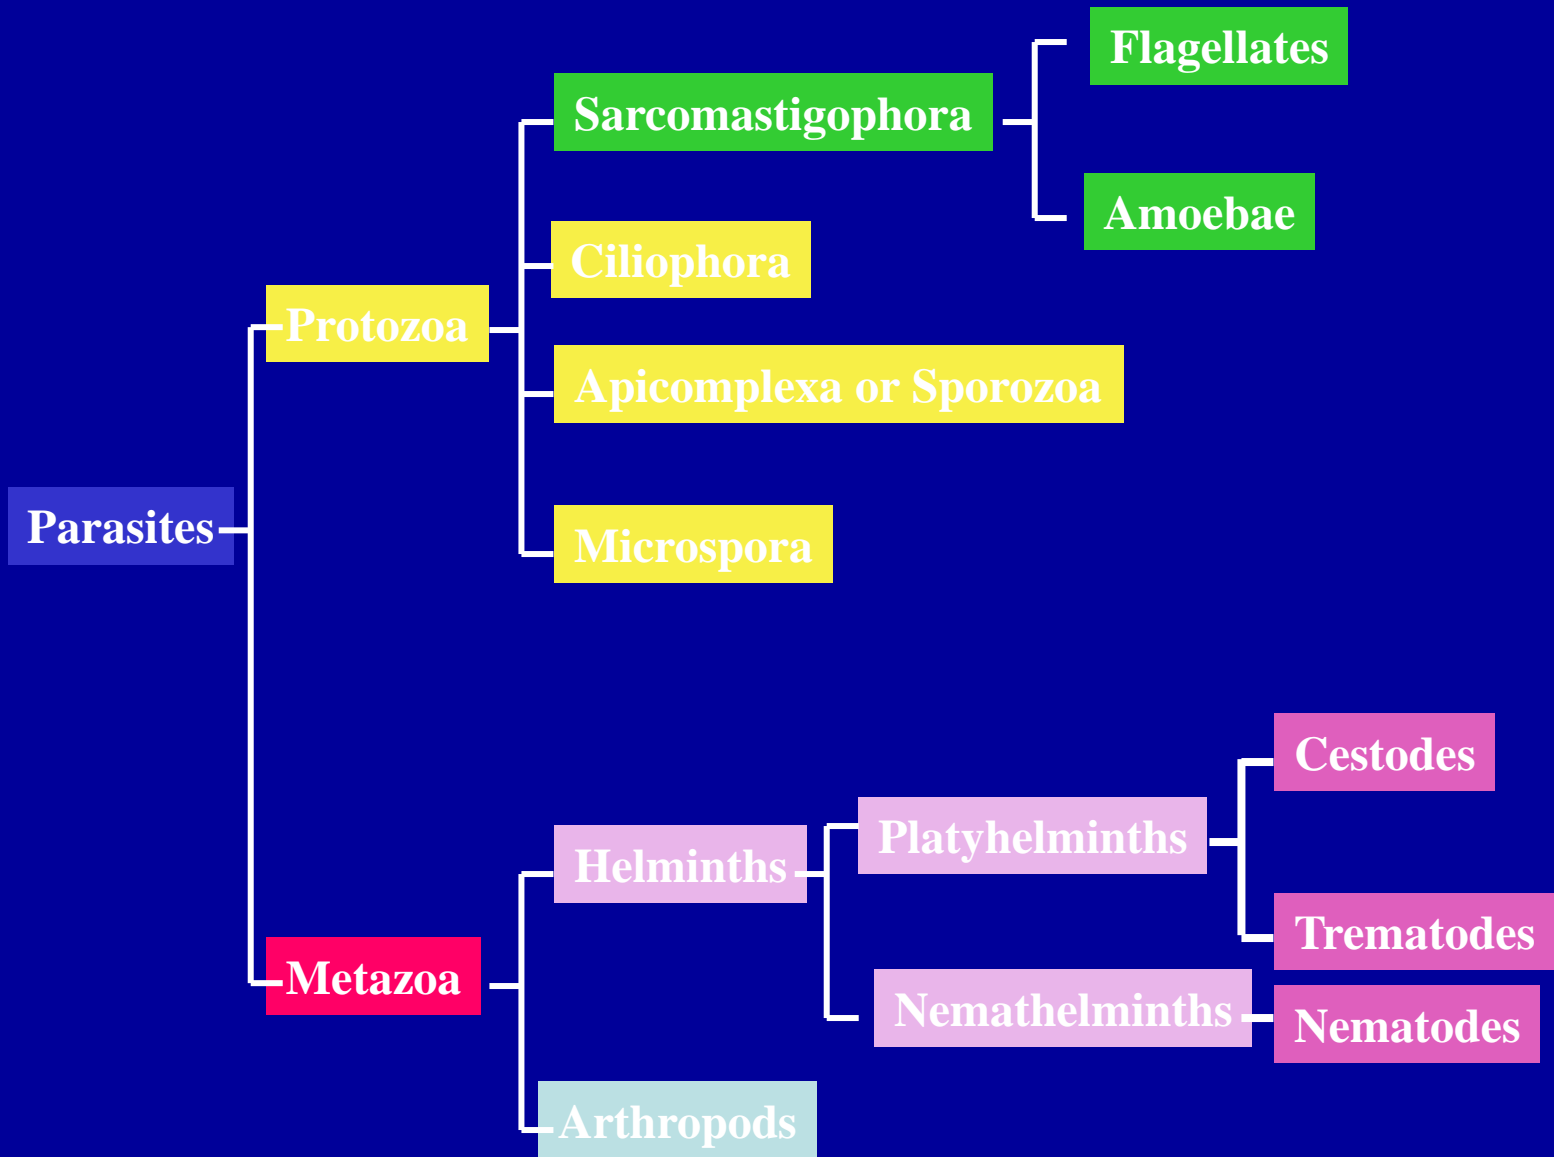 Flagellates
Sarcomastigophora
Amoebae
Ciliophora
Protozoa
Apicomplexa or Sporozoa
Parasites
Microspora
Cestodes
Platyhelminths
Helminths
Trematodes
Metazoa
Nemathelminths
Nematodes
Arthropods